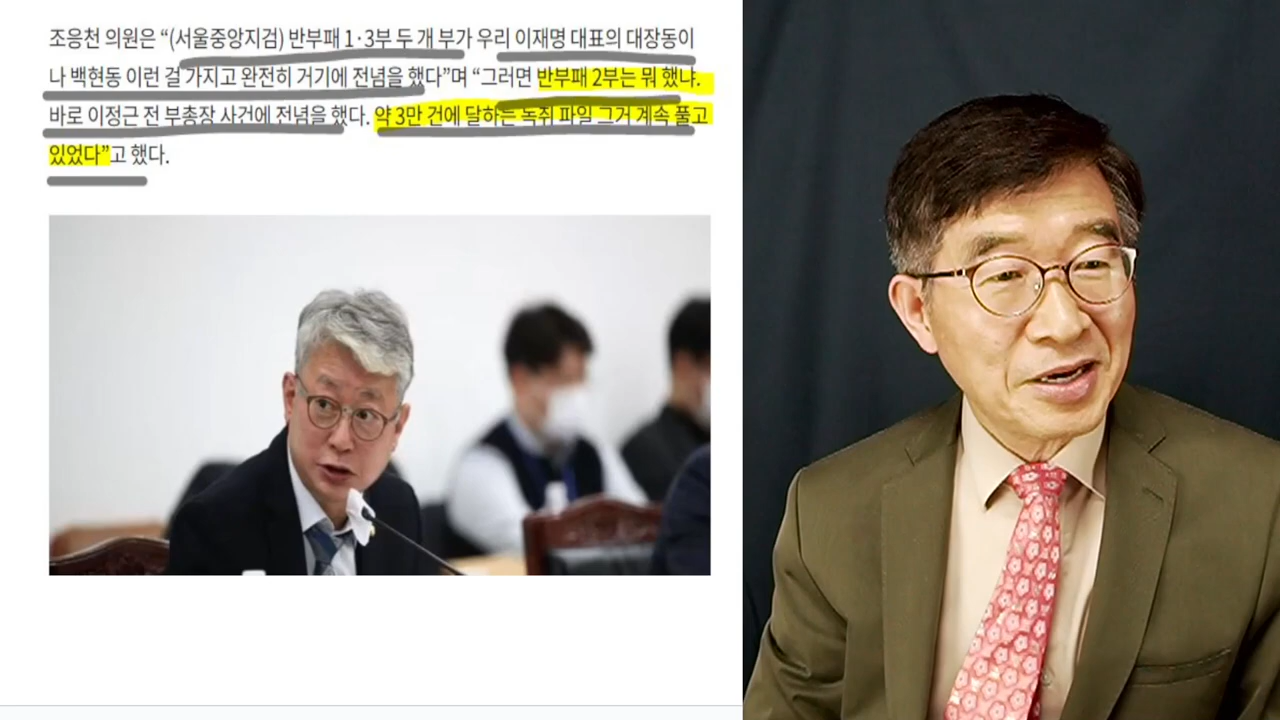 조응천 의원은 “(서울중앙지검) 반부패 1·3부 두 개 부가 우리 이재명 대표의 대장동이
나 백현동 이런 걸 가지고 완전히 거기에 전념을 했다”며 “그러면 반부패 2부는 뭐 했냐.
바로 이정근 전 부총장 사건에 전념을 했다. 약 3만 건에 달하는 녹취 파일 그거 계속 풀고
있었다”고 했다.